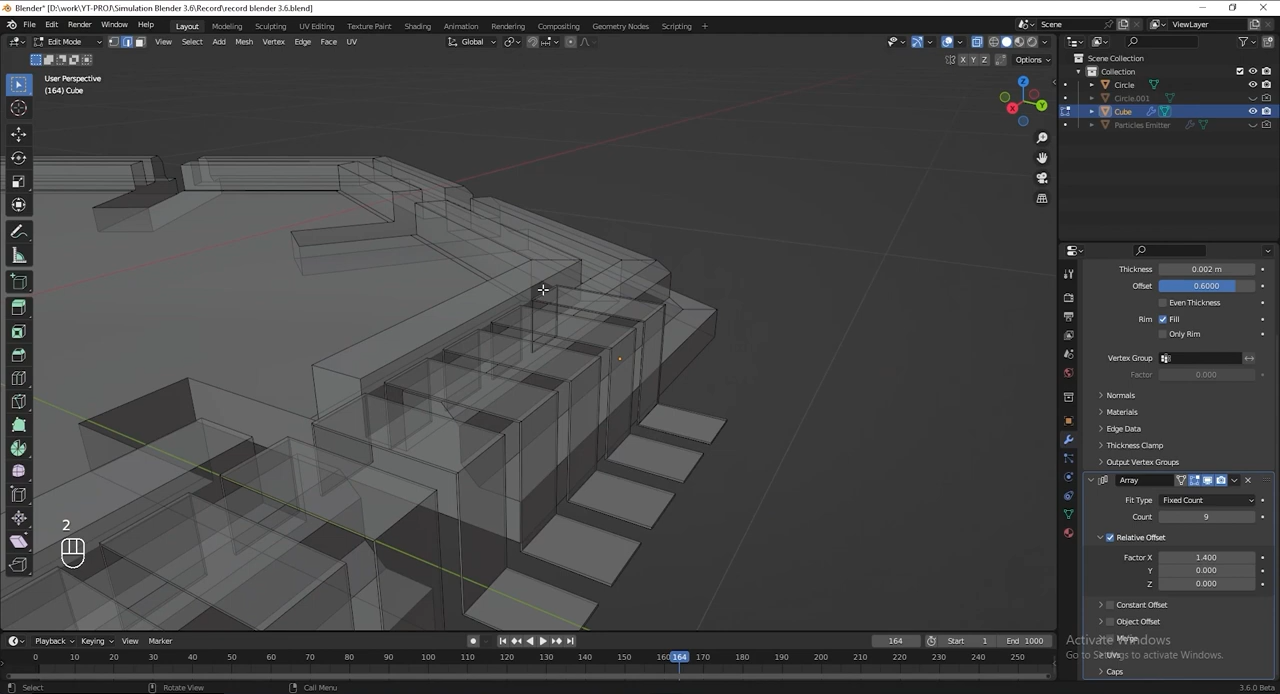 Blender* [D:\work\YT-PROJ\Simulation Blender 3.6\Record\record blender 3.6.blend]
File Edit Render Window Help Layout Modeling Sculpting UV Editing Texture Paint Shading Animation Rendering Compositing Geometry Nodes Scripting + Scene ViewLayer
Edit Mode View Select Add Mesh Vertex Edge Face UV Global
X Y Z Options
User Perspective
(164) Cube
Scene Collection
Collection
Circle
Circle.001
Cube
Particles Emitter
Thickness 0.002 m
Offset 0.6000
Even Thickness
Rim Fill
Only Rim
Vertex Group
Factor 0.000
Normals
Materials
Edge Data
Thickness Clamp
Output Vertex Groups
Array
Fit Type Fixed Count
Count 9
Relative Offset
Factor X 1.400
Y 0.000
Z 0.000
Constant Offset
Object Offset
Merge
UVs
Caps
Activate Windows
Go to Settings to activate Windows.
2
Playback Keying View Marker 164 Start 1 End 1000
0 10 20 30 40 50 60 70 80 90 100 110 120 130 140 150 160 164 170 180 190 200 210 220 230 240 250
Select Rotate View Call Menu 3.6.0 Beta